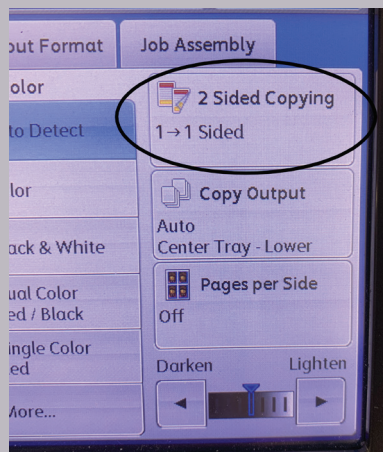 out Format
Job Assembly
olor
to Detect
lor
ack & White
ual Color
ed / Black
ingle Color
ed
More...
2 Sided Copying
1→1 Sided
Copy Output
Auto
Center Tray - Lower
Pages per Side
Off
Darken
Lighten